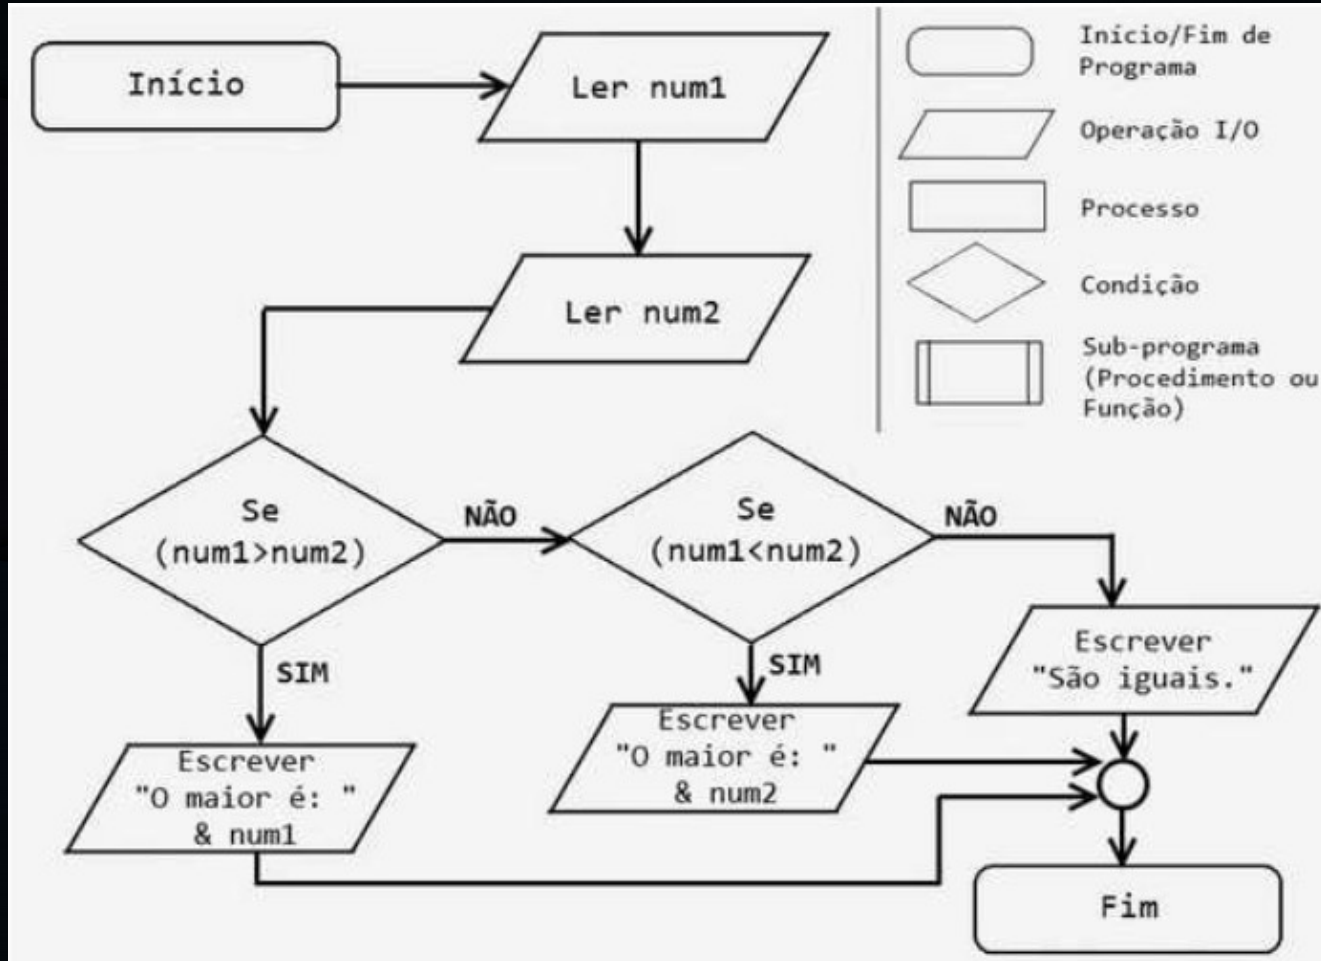 Início
Ler num1
Ler num2
Se
(num1>num2)
NÃO
SIM
Se
(num1<num2)
NÃO
SIM
Escrever
"São iguais."
Escrever
"O maior é: "
& num2
Escrever
"O maior é: "
& num1
Fim
Início/Fim de
Programa
Operação I/O
Processo
Condição
Sub-programa
(Procedimento ou
Função)